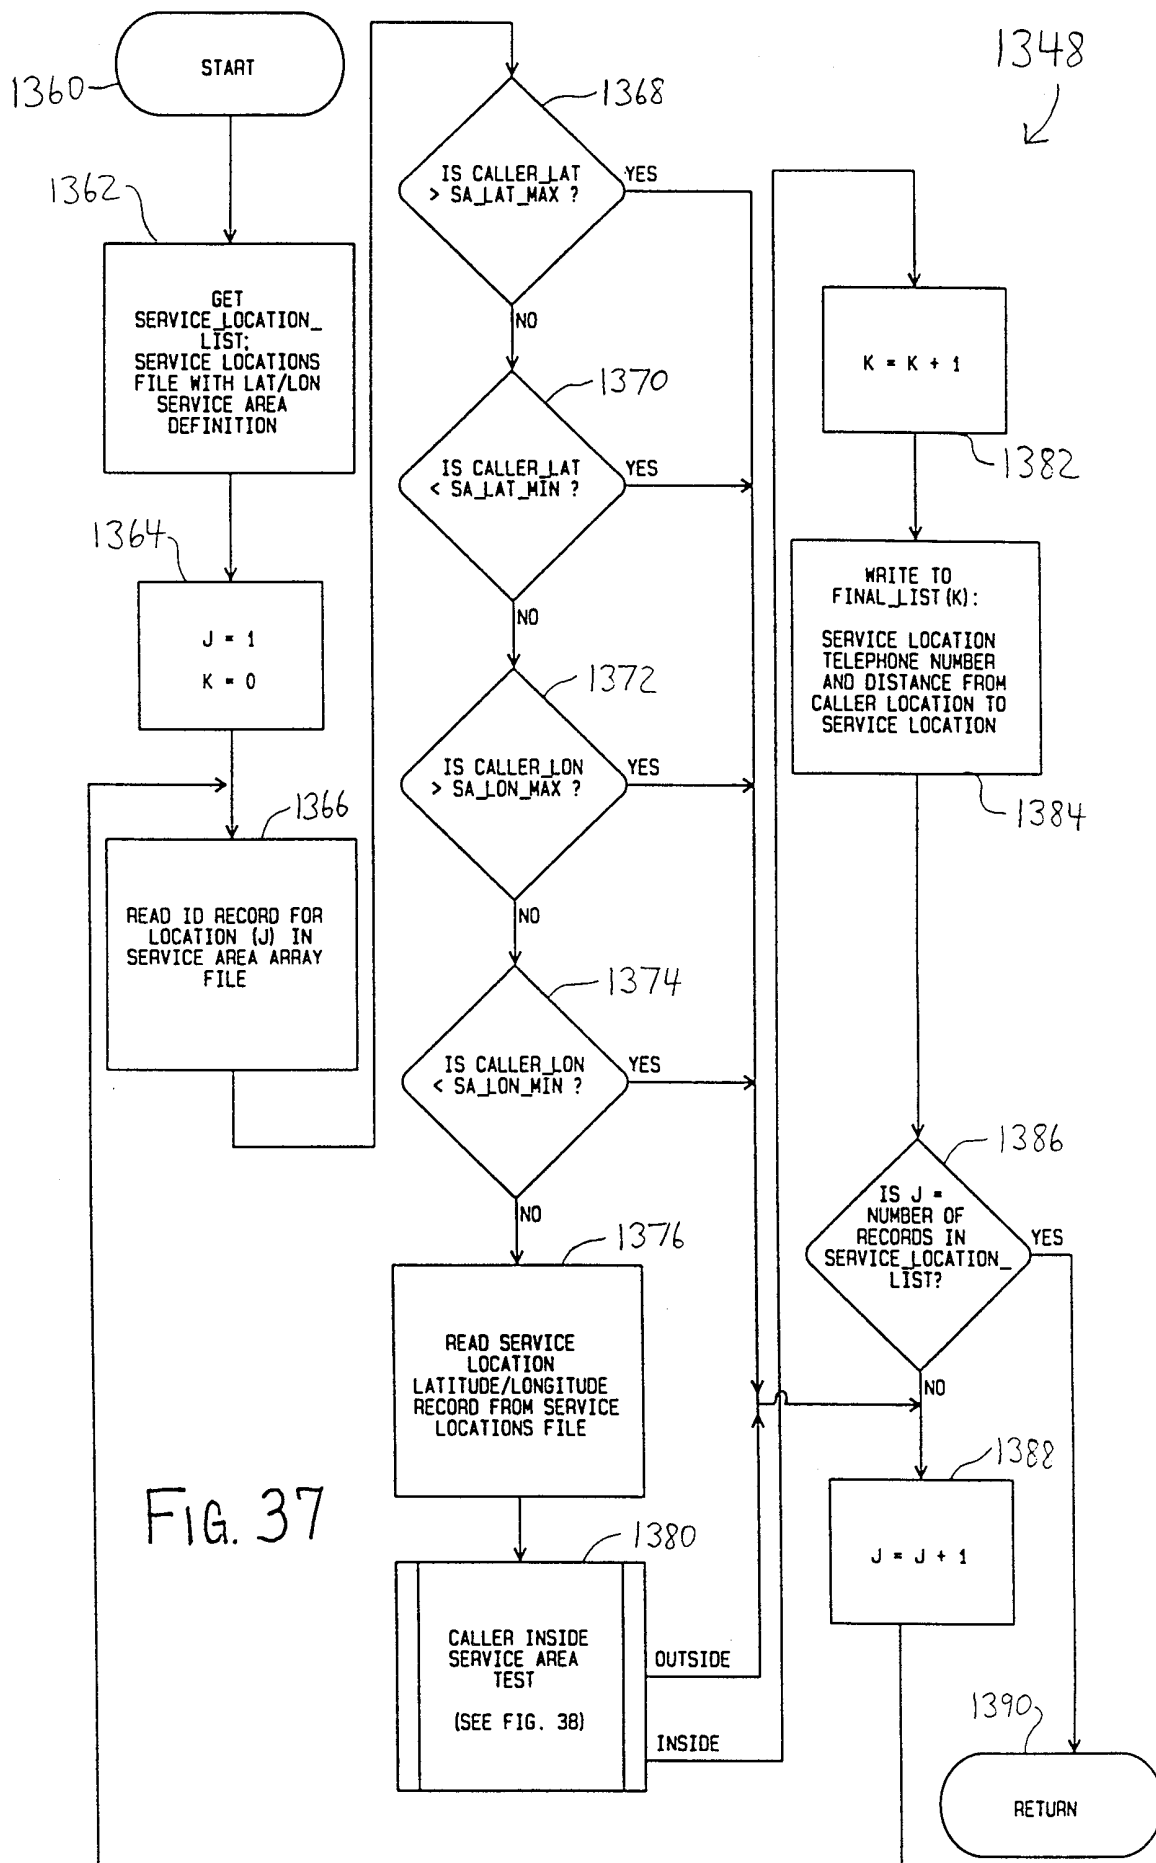 1360
START
1362
GET
SERVICE_LOCATION_
LIST;
SERVICE LOCATIONS
FILE WITH LAT/LON
SERVICE AREA
DEFINITION
1364
J = 1
K = 0
1366
READ ID RECORD FOR
LOCATION (J) IN
SERVICE AREA ARRAY
FILE
1368
IS CALLER_LAT
> SA_LAT_MAX ?
YES
NO
1370
IS CALLER_LAT
< SA_LAT_MIN ?
YES
NO
1372
IS CALLER_LON
> SA_LON_MAX ?
YES
NO
1374
IS CALLER_LON
< SA_LON_MIN ?
YES
NO
1376
READ SERVICE
LOCATION
LATITUDE/LONGITUDE
RECORD FROM SERVICE
LOCATIONS FILE
1380
CALLER INSIDE
SERVICE AREA
TEST
(SEE FIG. 38)
OUTSIDE
INSIDE
1348
K = K + 1
1382
WRITE TO
FINAL_LIST(K):
SERVICE LOCATION
TELEPHONE NUMBER
AND DISTANCE FROM
CALLER LOCATION TO
SERVICE LOCATION
1384
1386
IS J =
NUMBER OF
RECORDS IN
SERVICE_LOCATION_
LIST?
YES
NO
1388
J = J + 1
1390
RETURN
FIG. 37